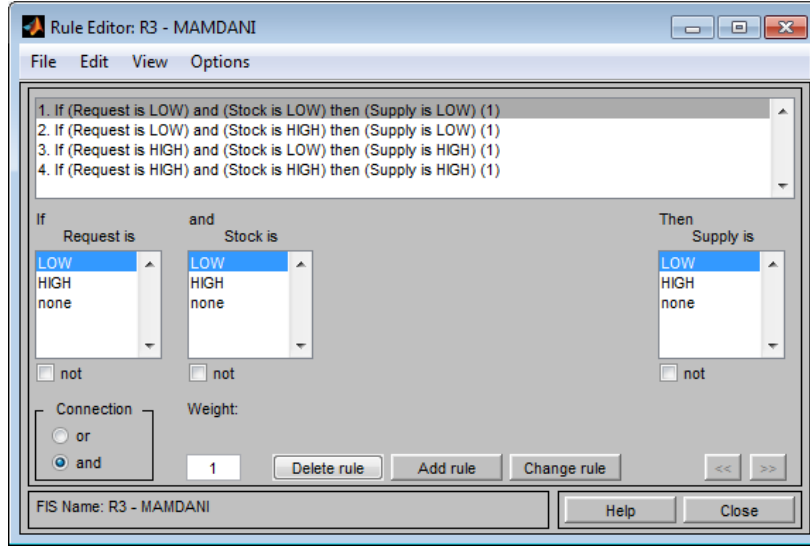 Rule Editor: R3 - MAMDANI
File Edit View Options
1. If (Request is LOW) and (Stock is LOW) then (Supply is LOW) (1)
2. If (Request is LOW) and (Stock is HIGH) then (Supply is LOW) (1)
3. If (Request is HIGH) and (Stock is LOW) then (Supply is HIGH) (1)
4. If (Request is HIGH) and (Stock is HIGH) then (Supply is HIGH) (1)
If and Then
Request is Stock is Supply is
LOW LOW LOW
HIGH HIGH HIGH
none none none
not not not
Connection Weight:
or
and 1 Delete rule Add rule Change rule << >>
FIS Name: R3 - MAMDANI Help Close